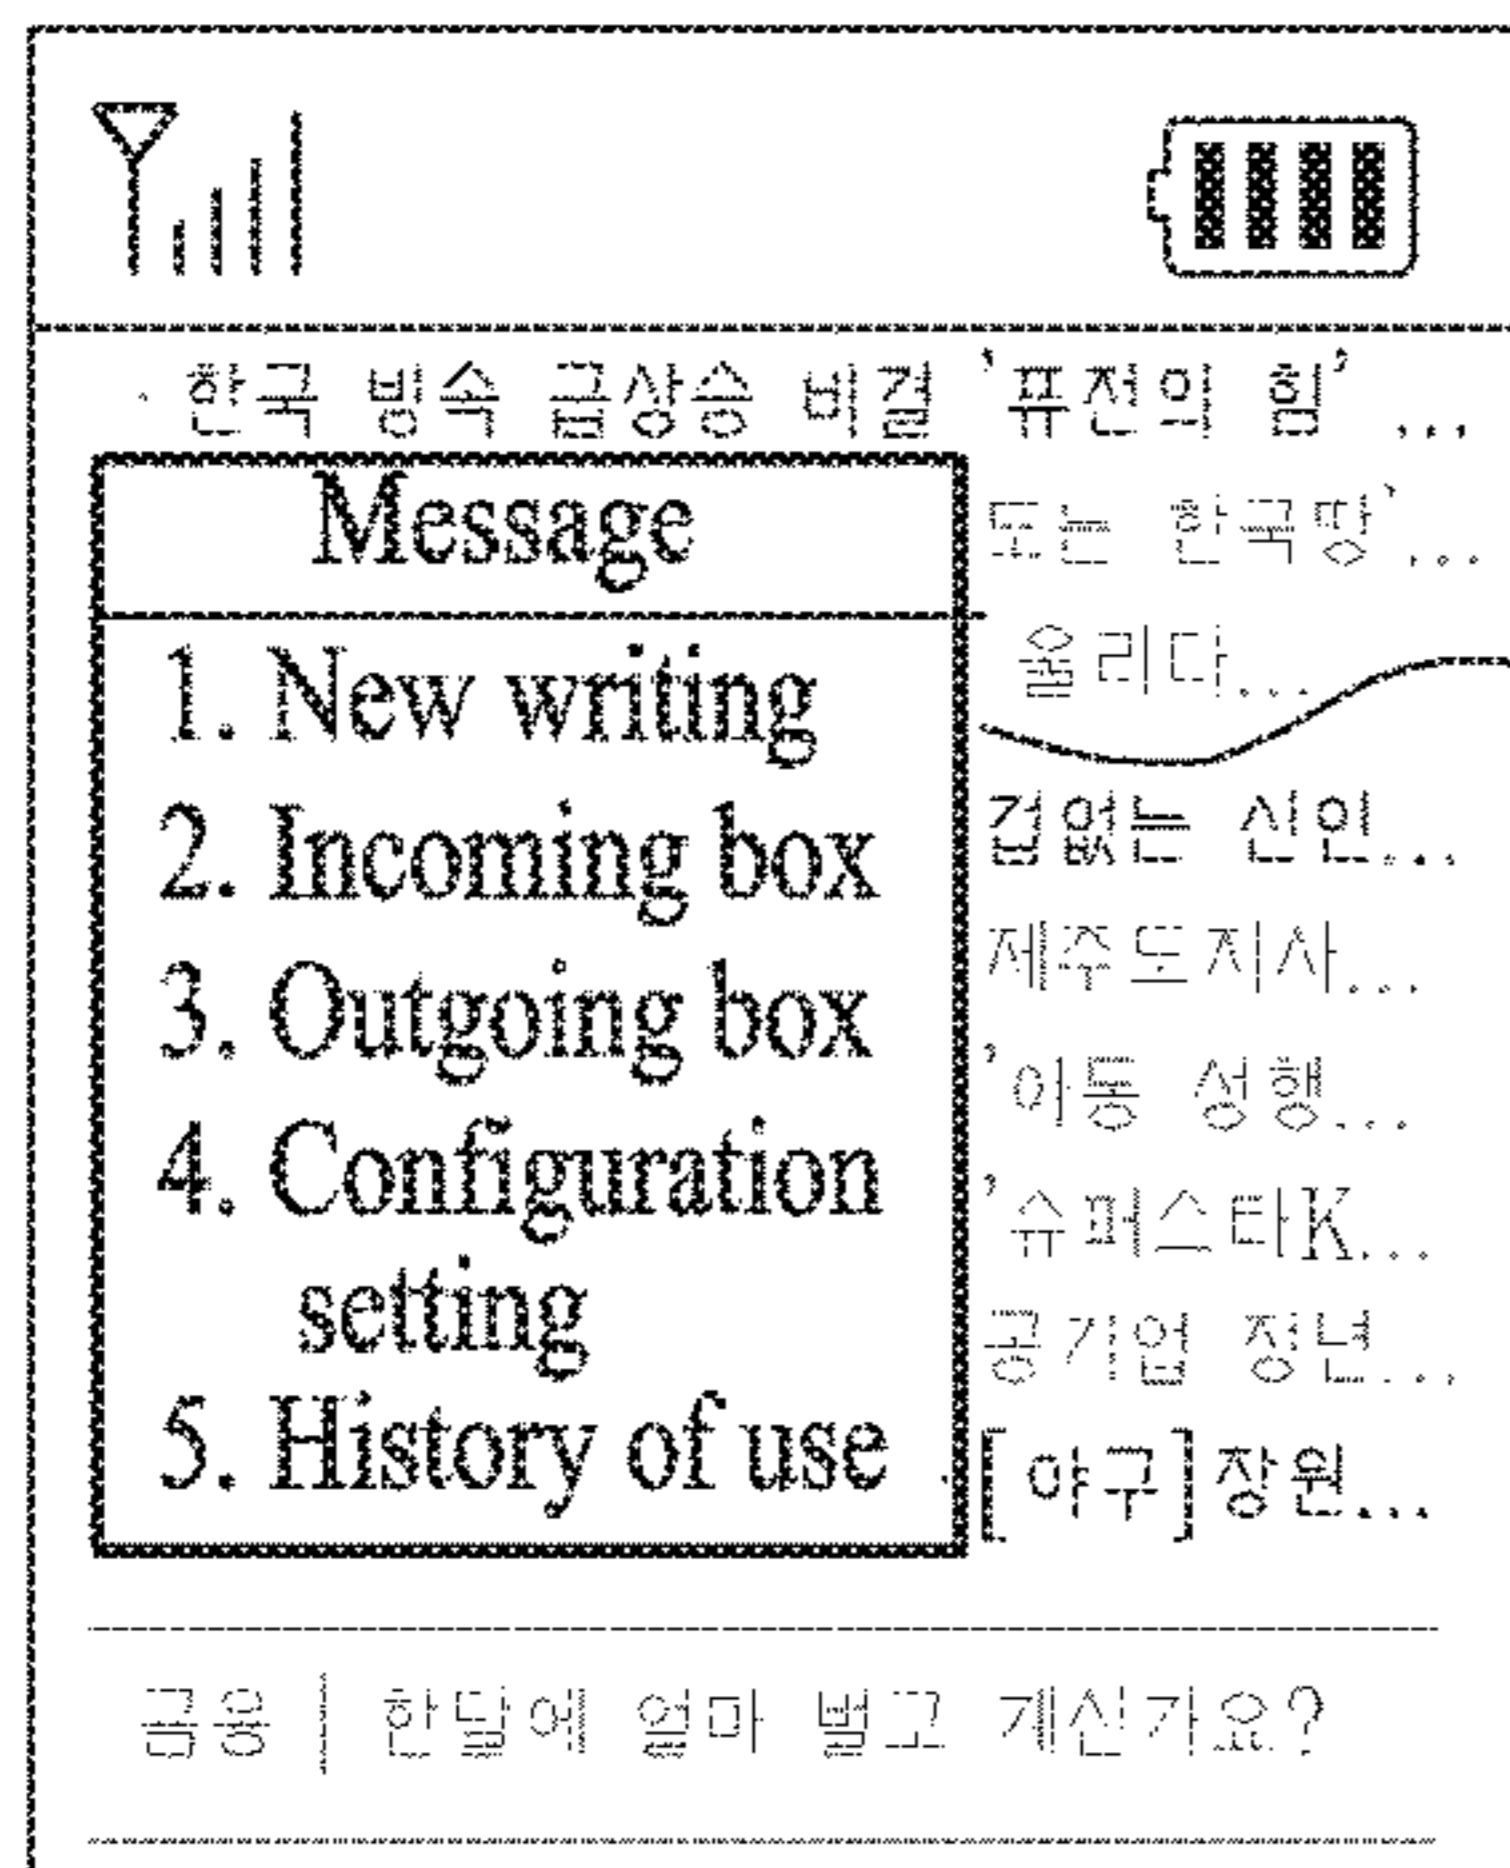 · 한국 빙속 급상승 비결 '퓨전의 힘'...
Message
모는 한국땅'...
1. New writing
올리다...
2. Incoming box
겁없는 신인...
3. Outgoing box
제주도지사...
'아동 성행...
4. Configuration
setting
'슈퍼스타K...
공기업 정년...
5. History of use
[야구] 장원...
금융 | 한달에 얼마 벌고 계신가요?